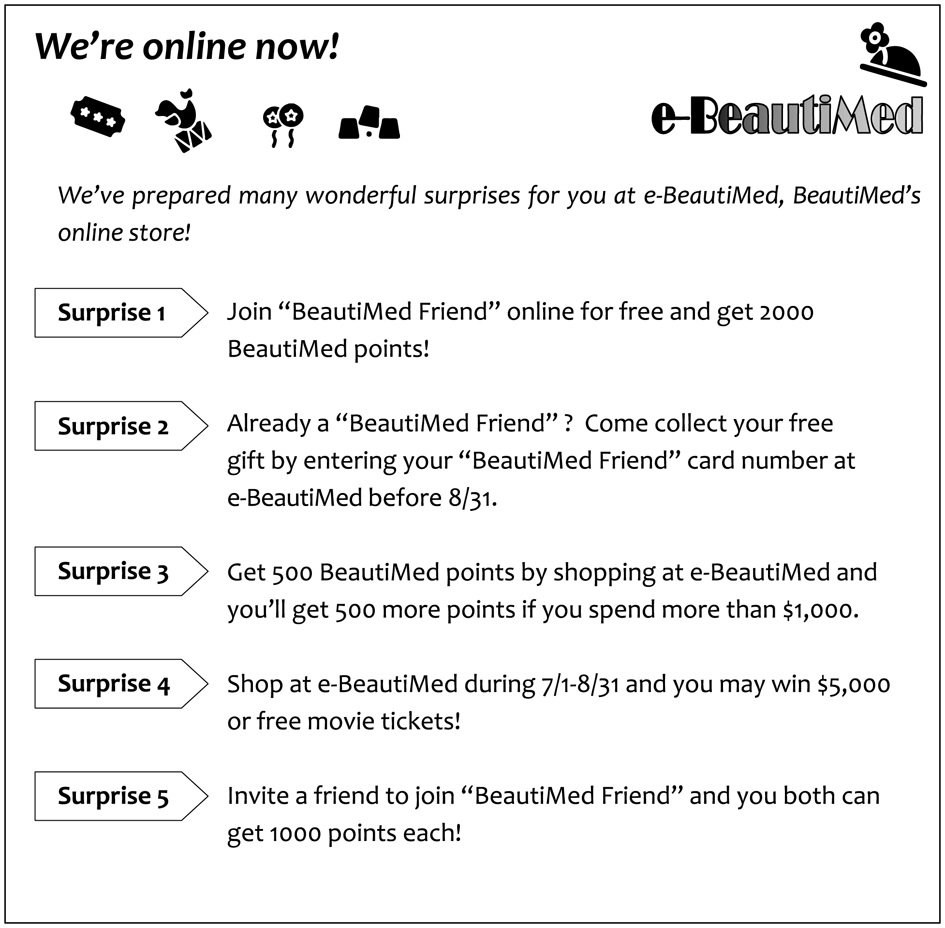 We're online now!
e-BeautiMed
We've prepared many wonderful surprises for you at e-BeautiMed, BeautiMed's
online store!
Surprise 1
Join “BeautiMed Friend” online for free and get 2000
BeautiMed points!
Surprise 2
Already a “BeautiMed Friend” ? Come collect your free
gift by entering your “BeautiMed Friend” card number at
e-BeautiMed before 8/31.
Surprise 3
Get 500 BeautiMed points by shopping at e-BeautiMed and
you'll get 500 more points if you spend more than $1,000.
Surprise 4
Shop at e-BeautiMed during 7/1-8/31 and you may win $5,000
or free movie tickets!
Surprise 5
Invite a friend to join “BeautiMed Friend” and you both can
get 1000 points each!